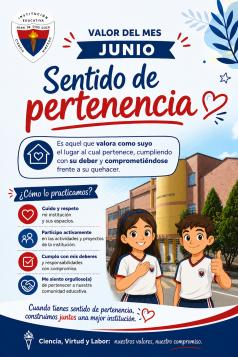 INSTITUCIÓN
EDUCATIVA
VALOR DEL MES
JUNIO
Sentido de
pertenencia
Es aquel que valora como suyo
el lugar al cual pertenece, cumpliendo
con su deber y comprometiéndose
frente a su quehacer.
¿Cómo lo practicamos?
Cuido y respeto
mi institución
y sus espacios.
Participo activamente
en las actividades y proyectos
de la institución.
Cumplo con mis deberes
y responsabilidades
con compromiso.
Me siento orgulloso(a)
de pertenecer a nuestra
comunidad educativa.
Cuando tienes sentido de pertenencia,
construimos juntos una mejor institución.
Ciencia, Virtud y Labor: nuestros valores, nuestro compromiso.